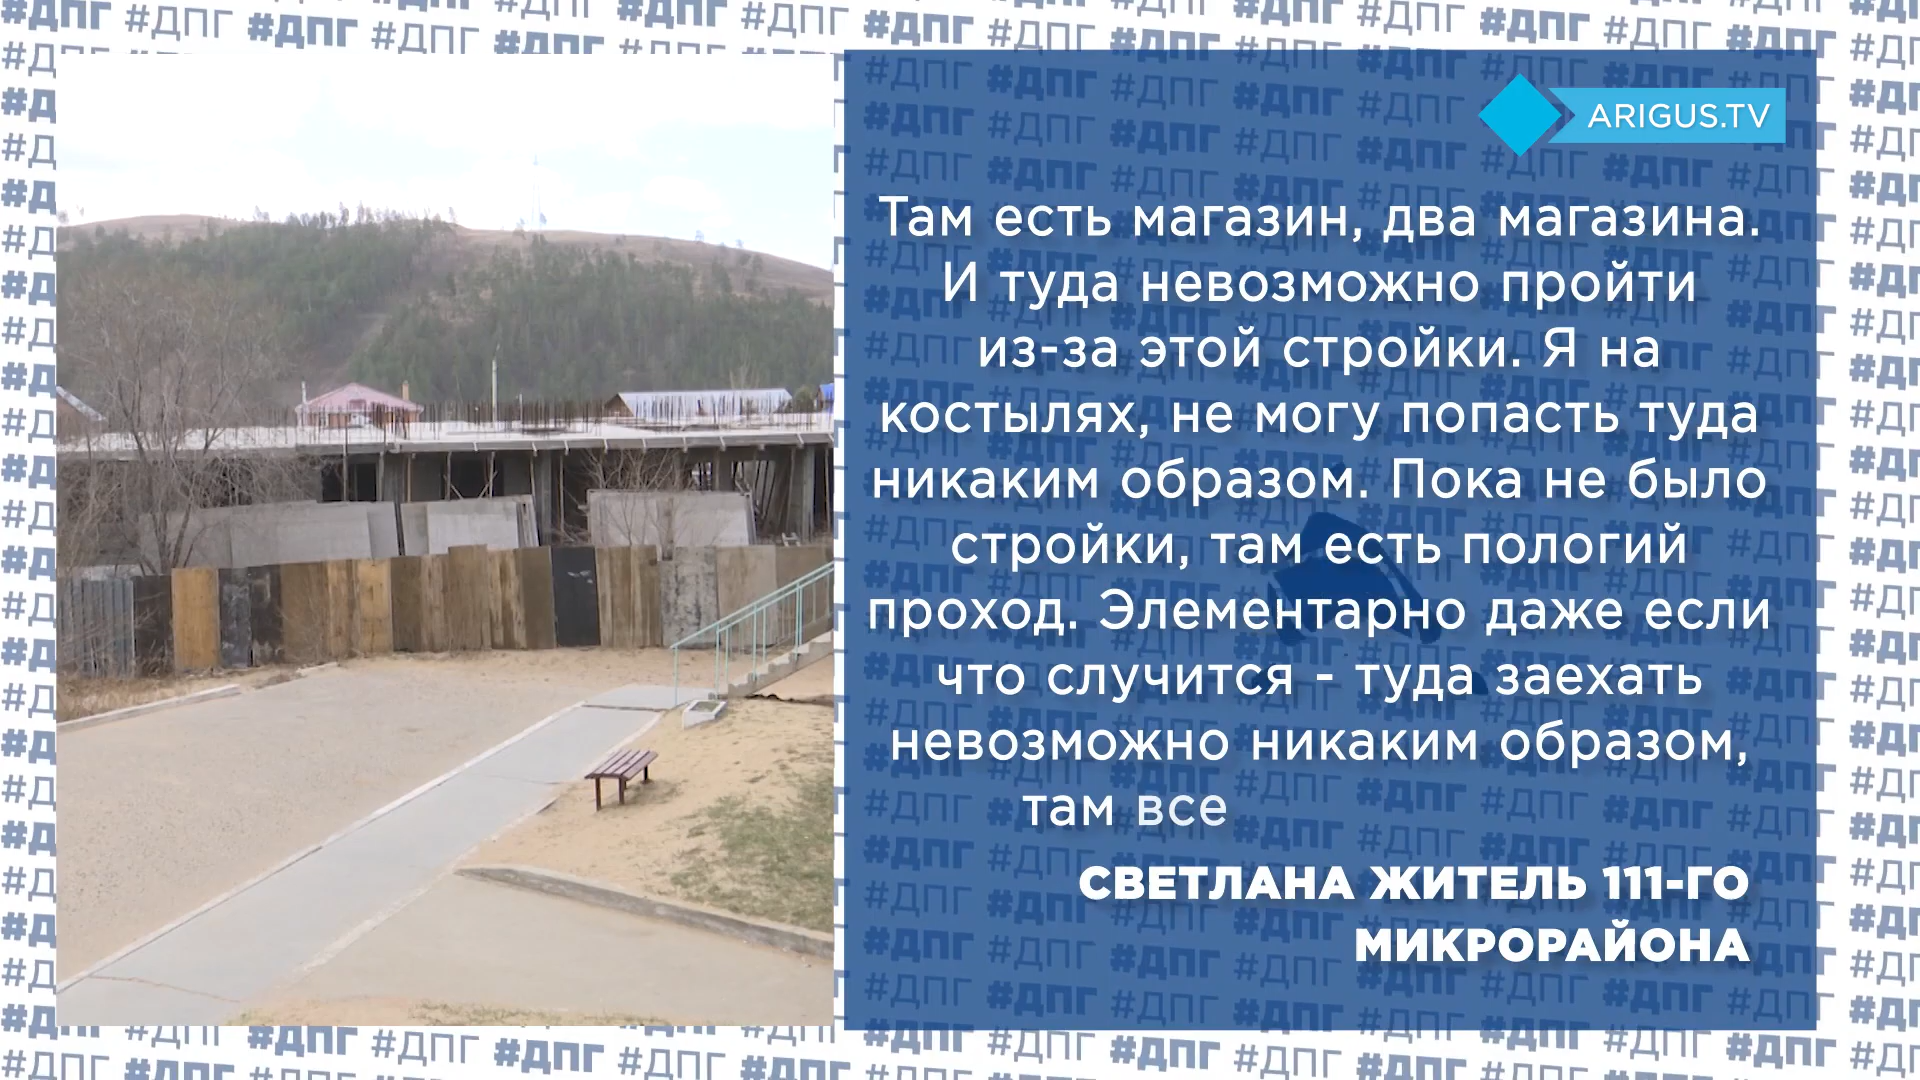 ARIGUS.TV
Там есть магазин, два магазина.
И туда невозможно пройти
из-за этой стройки. Я на
костылях, не могу попасть туда
никаким образом. Пока не было
стройки, там есть пологий
проход. Элементарно даже если
что случится - туда заехать
невозможно никаким образом,
там все
СВЕТЛАНА ЖИТЕЛЬ 111-ГО
МИКРОРАЙОНА
#ДПГ